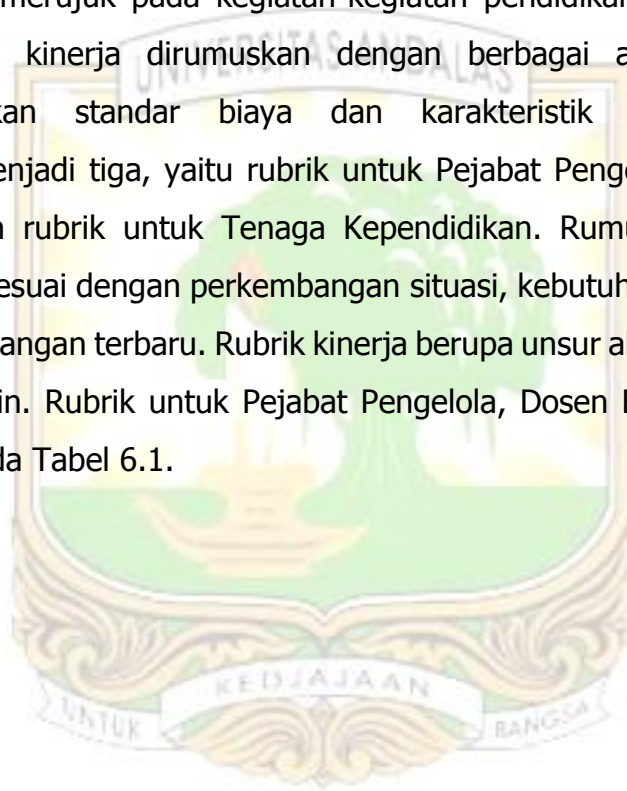 merujuk pada kegiatan-kegiatan pendidikan
kinerja dirumuskan dengan berbagai a
UNIVERSITAS ANDALAS
kan standar biaya dan karakteristik
enjadi tiga, yaitu rubrik untuk Pejabat Peng
n rubrik untuk Tenaga Kependidikan. Rum
esuai dengan perkembangan situasi, kebutuh
angan terbaru. Rubrik kinerja berupa unsur a
in. Rubrik untuk Pejabat Pengelola, Dosen
da Tabel 6.1.
UNTUK KEDJAJAAN BANGSA